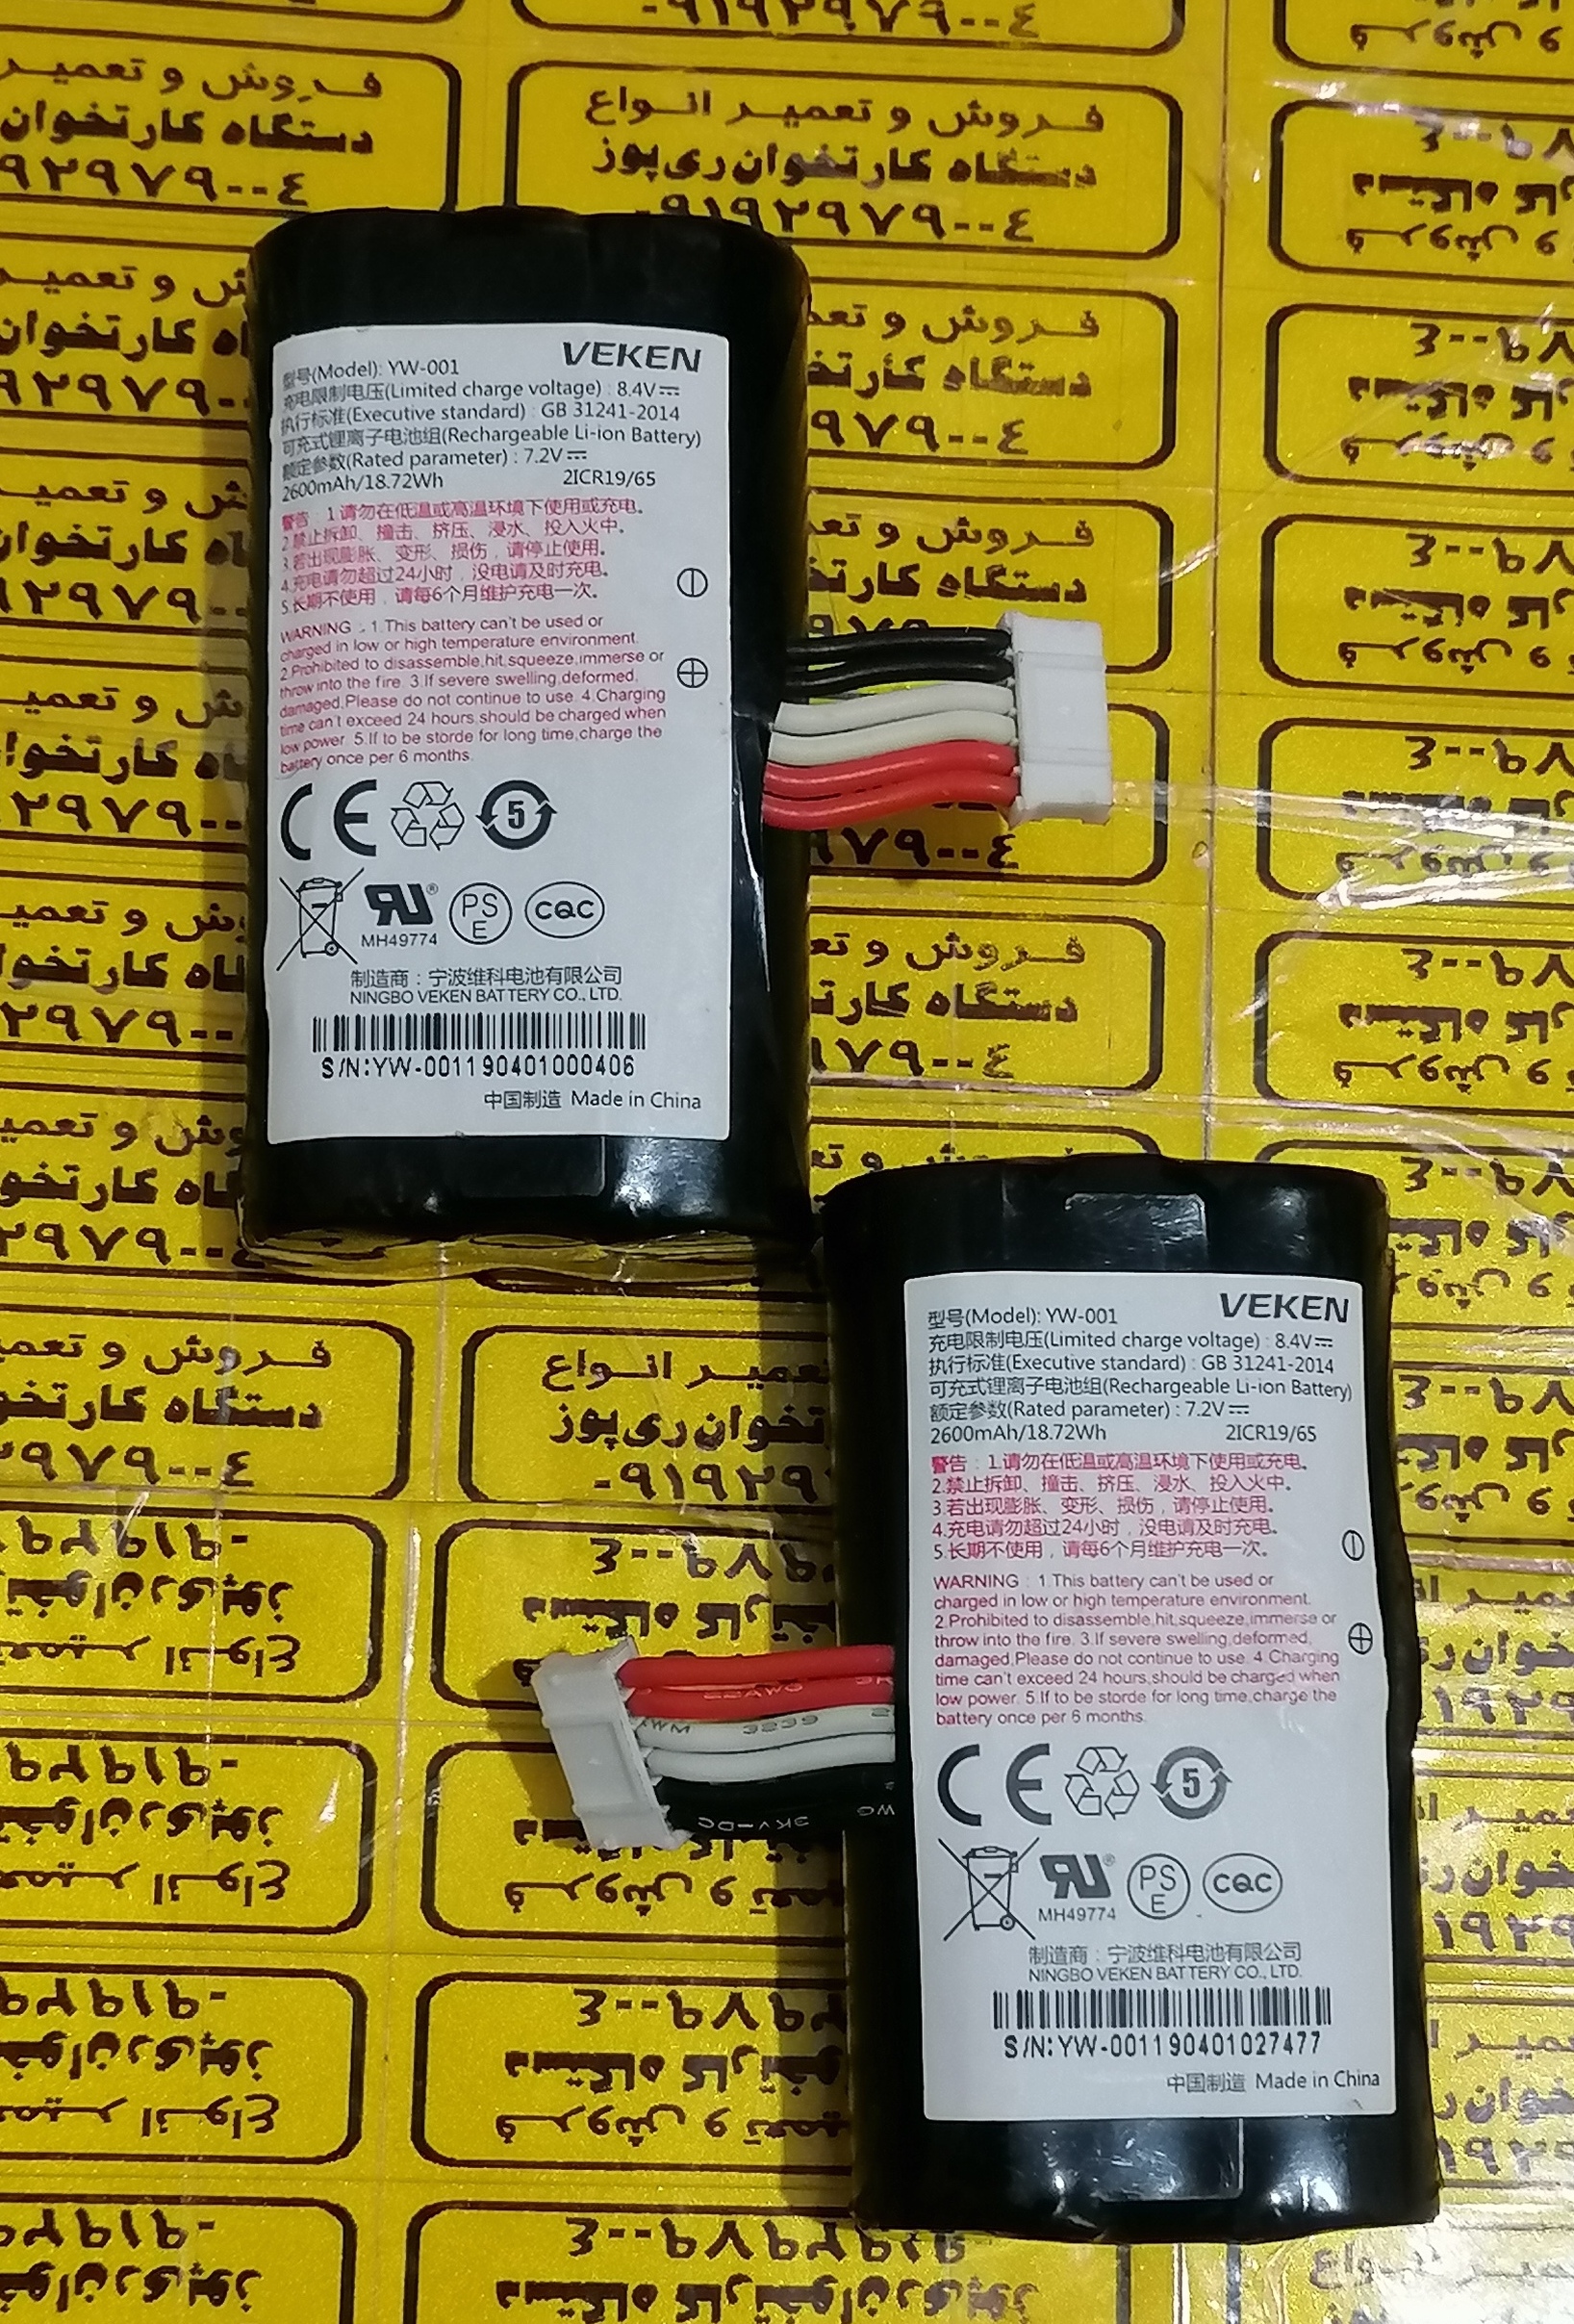 فـروش و تعمیـر انـواع
دستگاه کارتخوان‌ری‌پوز
۰۹۱۹۲۹۷۹۰۰٤
VEKEN
型号(Model): YW-001
充电限制电压(Limited charge voltage) : 8.4V⎓
执行标准(Executive standard) : GB 31241-2014
可充式锂离子电池组(Rechargeable Li-ion Battery)
额定参数(Rated parameter) : 7.2V⎓
2600mAh/18.72Wh 2ICR19/65
警告 : 1.请勿在低温或高温环境下使用或充电。
2.禁止拆卸、撞击、挤压、浸水、投入火中。
3.若出现膨胀、变形、损伤，请停止使用。
4.充电请勿超过24小时，没电请及时充电。
5.长期不使用，请每6个月维护充电一次。
WARNING : 1.This battery can't be used or
charged in low or high temperature environment.
2.Prohibited to disassemble,hit,squeeze,immerse or
throw into the fire. 3.If severe swelling,deformed,
damaged,Please do not continue to use. 4.Charging
time can't exceed 24 hours,should be charged when
low power. 5.If to be storde for long time,charge the
battery once per 6 months.
CE 5
MH49774 PSE CQC
制造商：宁波维科电池有限公司
NINGBO VEKEN BATTERY CO., LTD.
S/N:YW-001190401000406
中国制造 Made in China
VEKEN
型号(Model): YW-001
充电限制电压(Limited charge voltage) : 8.4V⎓
执行标准(Executive standard) : GB 31241-2014
可充式锂离子电池组(Rechargeable Li-ion Battery)
额定参数(Rated parameter) : 7.2V⎓
2600mAh/18.72Wh 2ICR19/65
警告 : 1.请勿在低温或高温环境下使用或充电。
2.禁止拆卸、撞击、挤压、浸水、投入火中。
3.若出现膨胀、变形、损伤，请停止使用。
4.充电请勿超过24小时，没电请及时充电。
5.长期不使用，请每6个月维护充电一次。
WARNING : 1.This battery can't be used or
charged in low or high temperature environment.
2.Prohibited to disassemble,hit,squeeze,immerse or
throw into the fire. 3.If severe swelling,deformed,
damaged,Please do not continue to use. 4.Charging
time can't exceed 24 hours,should be charged when
low power. 5.If to be storde for long time,charge the
battery once per 6 months.
CE 5
MH49774 PSE CQC
制造商：宁波维科电池有限公司
NINGBO VEKEN BATTERY CO., LTD.
S/N:YW-001190401027477
中国制造 Made in China
22AWG
3239
3KV-DC